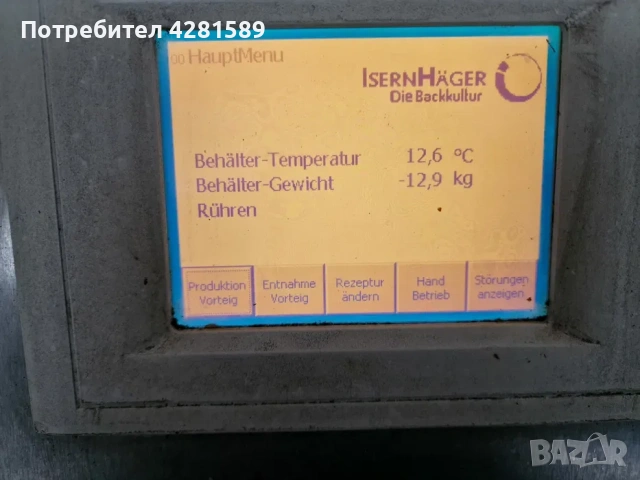 Потребител 4281589
00 HauptMenu
ISERNHÄGER
Die Backkultur
Behälter-Temperatur 12,6 °C
Behälter-Gewicht -12,9 kg
Rühren
Produktion Vorteig
Entnahme Vorteig
Rezeptur ändern
Hand Betrieb
Störungen anzeigen
BAZAR